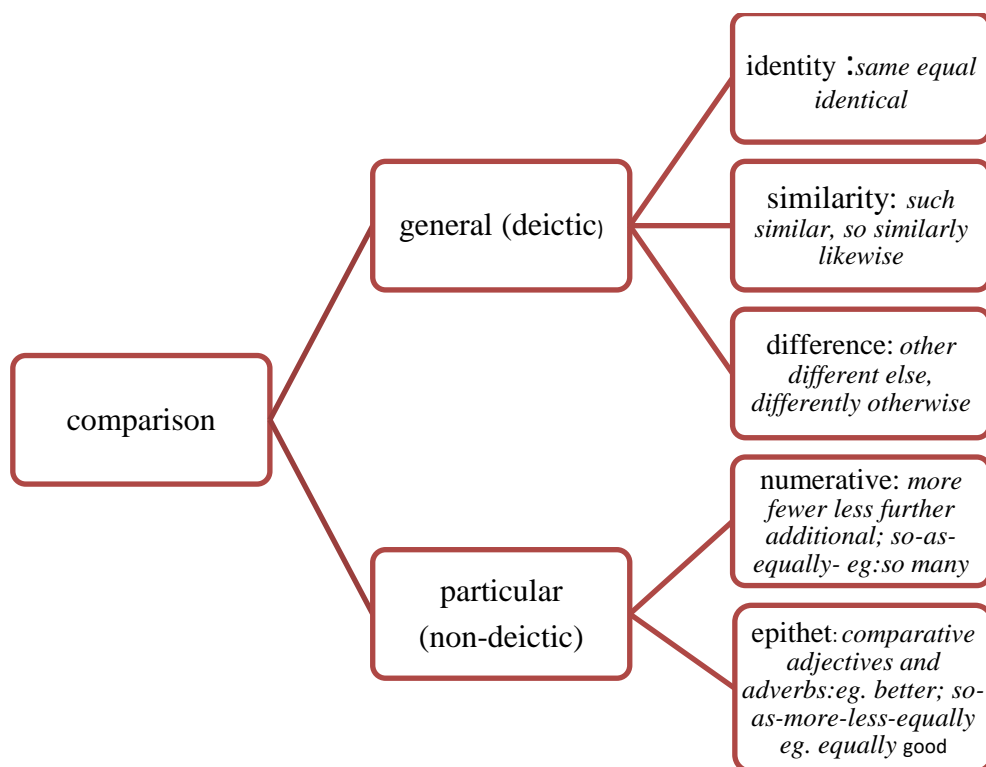 identity :same equal
identical
general (deictic)
similarity: such
similar, so similarly
likewise
difference: other
different else,
differently otherwise
comparison
numerative: more
fewer less further
additional; so-as-
equally- eg:so many
particular
(non-deictic)
epithet: comparative
adjectives and
adverbs:eg. better; so-
as-more-less-equally
eg. equally good